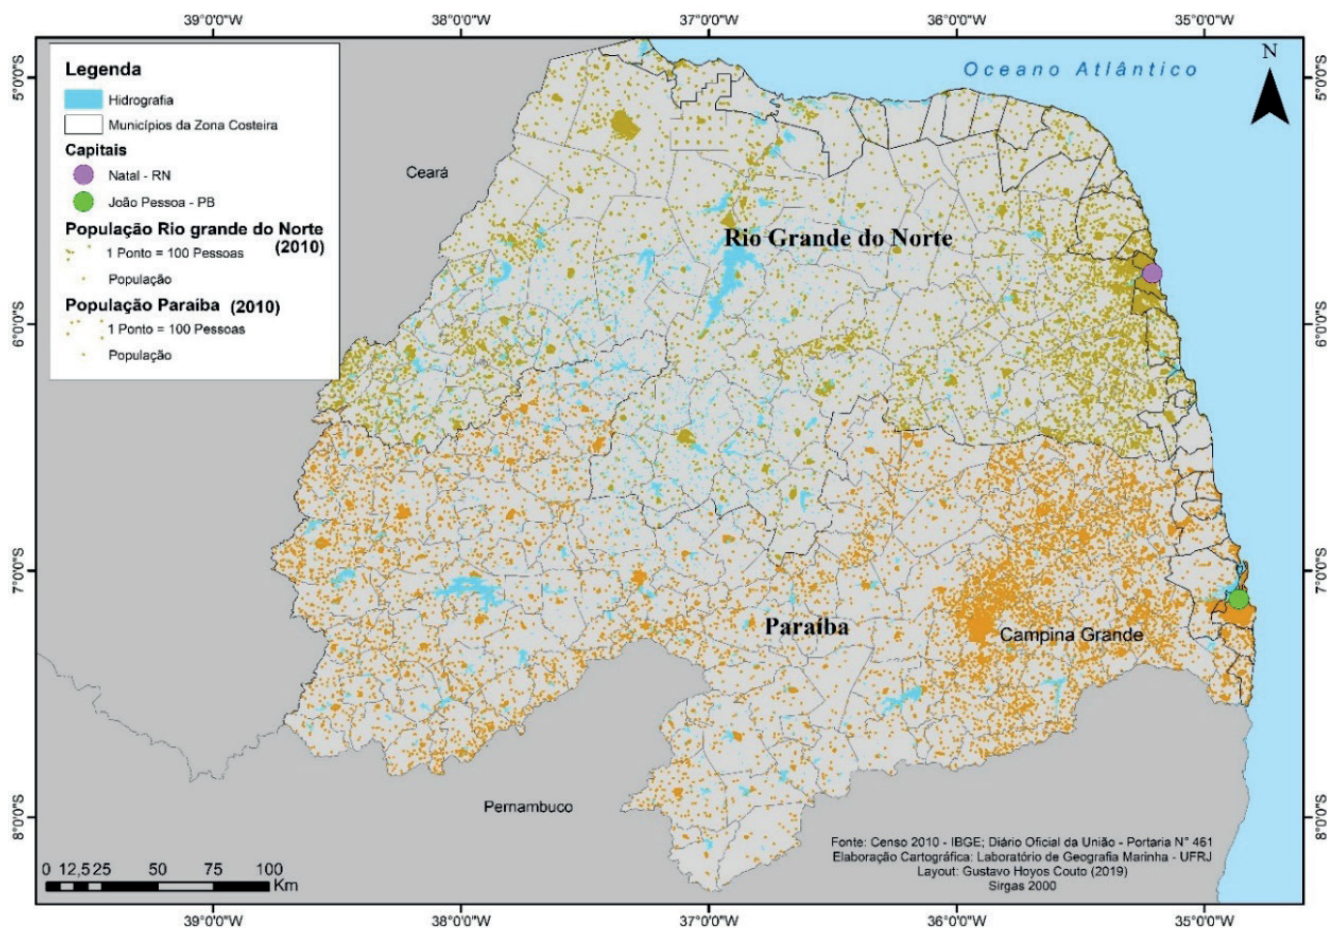 39°0'0"W
38°0'0"W
37°0'0"W
36°0'0"W
35°0'0"W
Legenda
Hidrografia
Municípios da Zona Costeira
Capitais
Natal - RN
João Pessoa - PB
População Rio grande do Norte
(2010)
1 Ponto = 100 Pessoas
População
População Paraíba (2010)
1 Ponto = 100 Pessoas
População
Oceano Atlântico
N
5°0'0"S
5°0'0"S
Ceará
Rio Grande do Norte
6°0'0"S
6°0'0"S
7°0'0"S
7°0'0"S
Paraíba
Campina Grande
Pernambuco
8°0'0"S
8°0'0"S
Fonte: Censo 2010 - IBGE; Diário Oficial da União - Portaria N° 461
Elaboração Cartográfica: Laboratório de Geografia Marinha - UFRJ
Layout: Gustavo Hoyos Couto (2019)
Sirgas 2000
0 12,5 25 50 75 100
Km
39°0'0"W
38°0'0"W
37°0'0"W
36°0'0"W
35°0'0"W